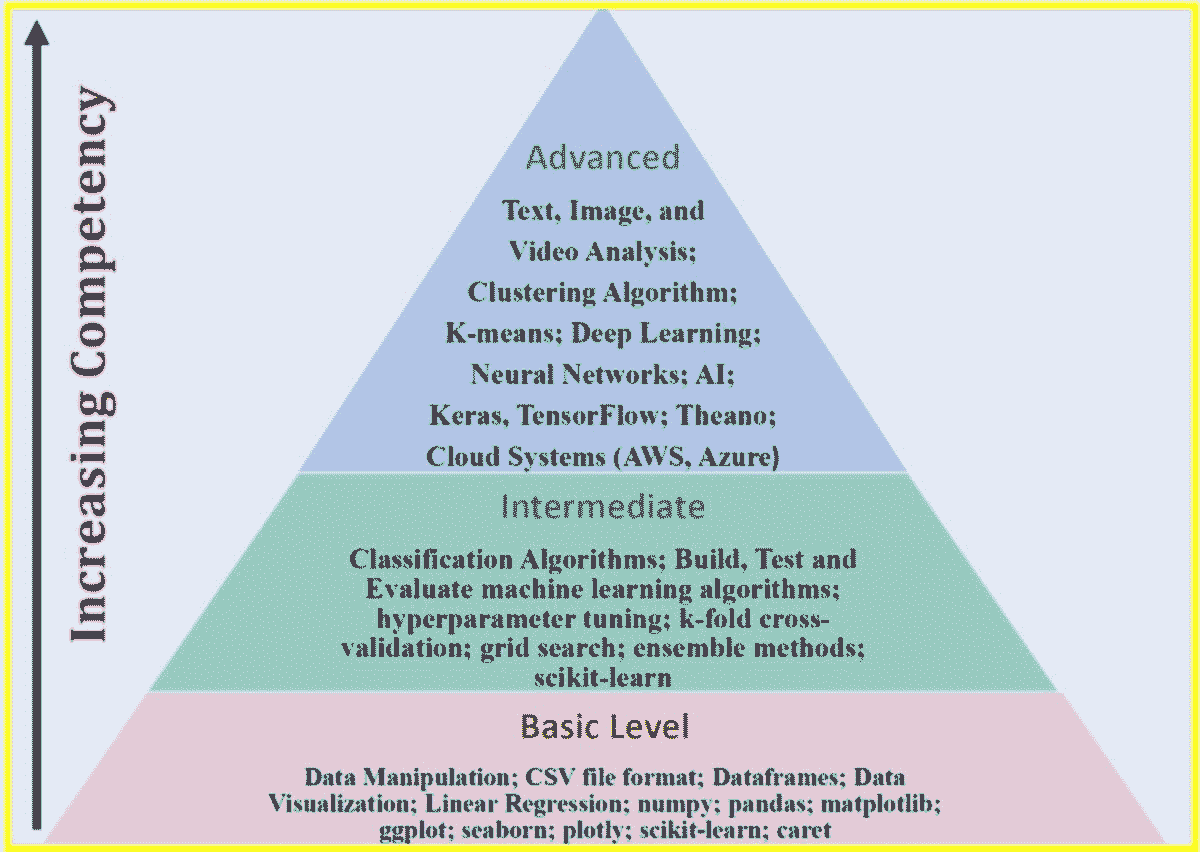 Increasing Competency
Advanced
Text, Image, and
Video Analysis;
Clustering Algorithm;
K-means; Deep Learning;
Neural Networks; AI;
Keras, TensorFlow; Theano;
Cloud Systems (AWS, Azure)
Intermediate
Classification Algorithms; Build, Test and
Evaluate machine learning algorithms;
hyperparameter tuning; k-fold cross-
validation; grid search; ensemble methods;
scikit-learn
Basic Level
Data Manipulation; CSV file format; Dataframes; Data
Visualization; Linear Regression; numpy; pandas; matplotlib;
ggplot; seaborn; plotly; scikit-learn; caret